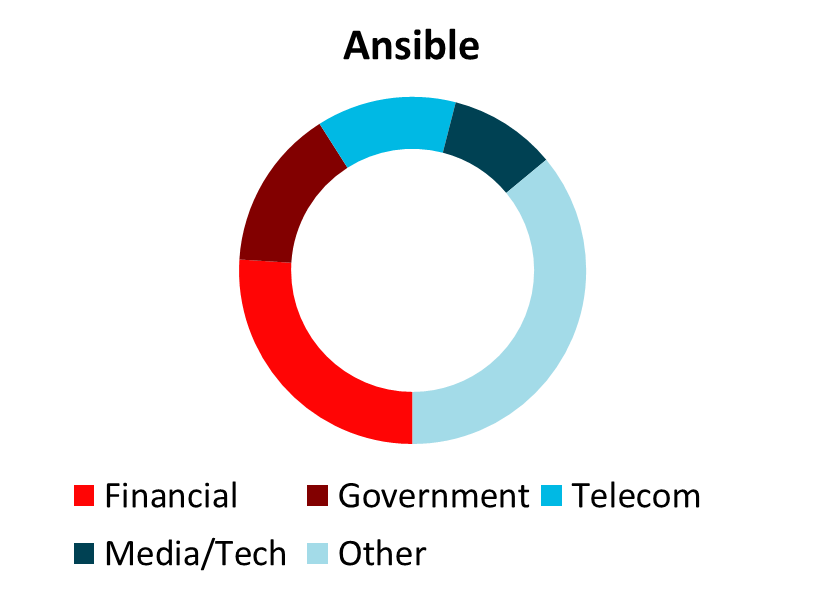 Ansible
Financial Government Telecom
Media/Tech Other